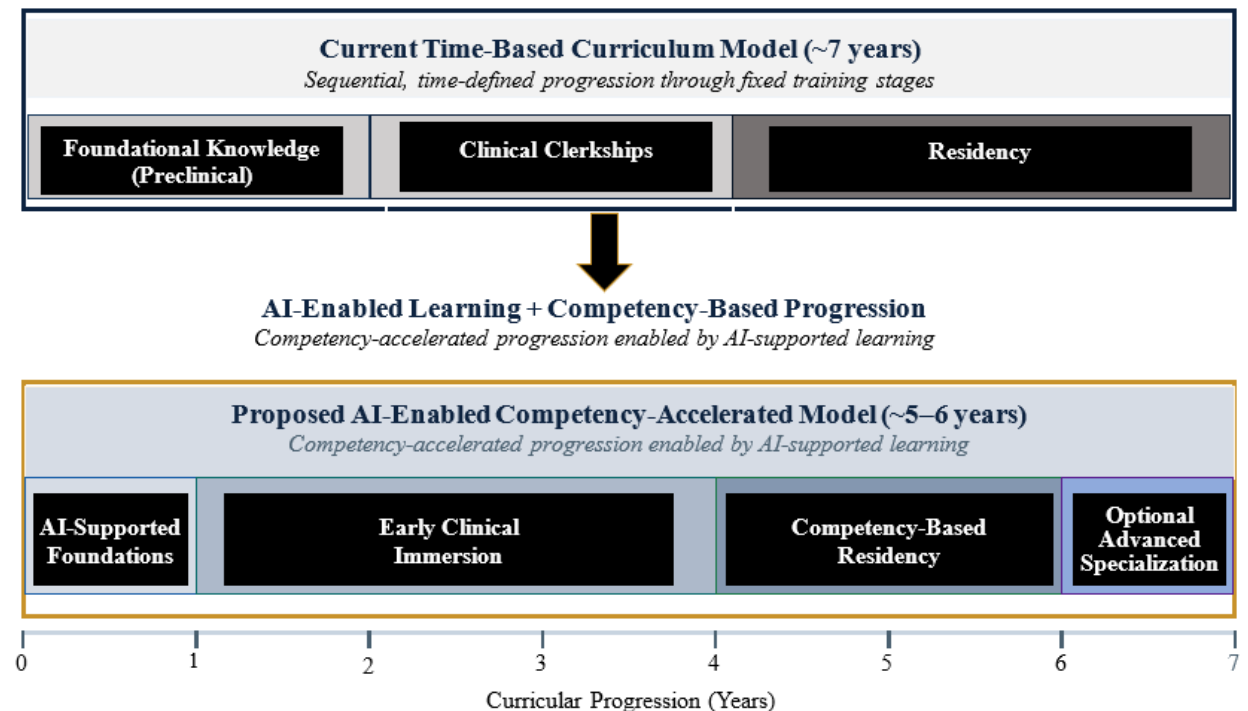 Current Time-Based Curriculum Model (~7 years)
Sequential, time-defined progression through fixed training stages
Foundational Knowledge
(Preclinical)
Clinical Clerkships
Residency
AI-Enabled Learning + Competency-Based Progression
Competency-accelerated progression enabled by AI-supported learning
Proposed AI-Enabled Competency-Accelerated Model (~5–6 years)
Competency-accelerated progression enabled by AI-supported learning
AI-Supported
Foundations
Early Clinical
Immersion
Competency-Based
Residency
Optional
Advanced
Specialization
0 1 2 3 4 5 6 7
Curricular Progression (Years)